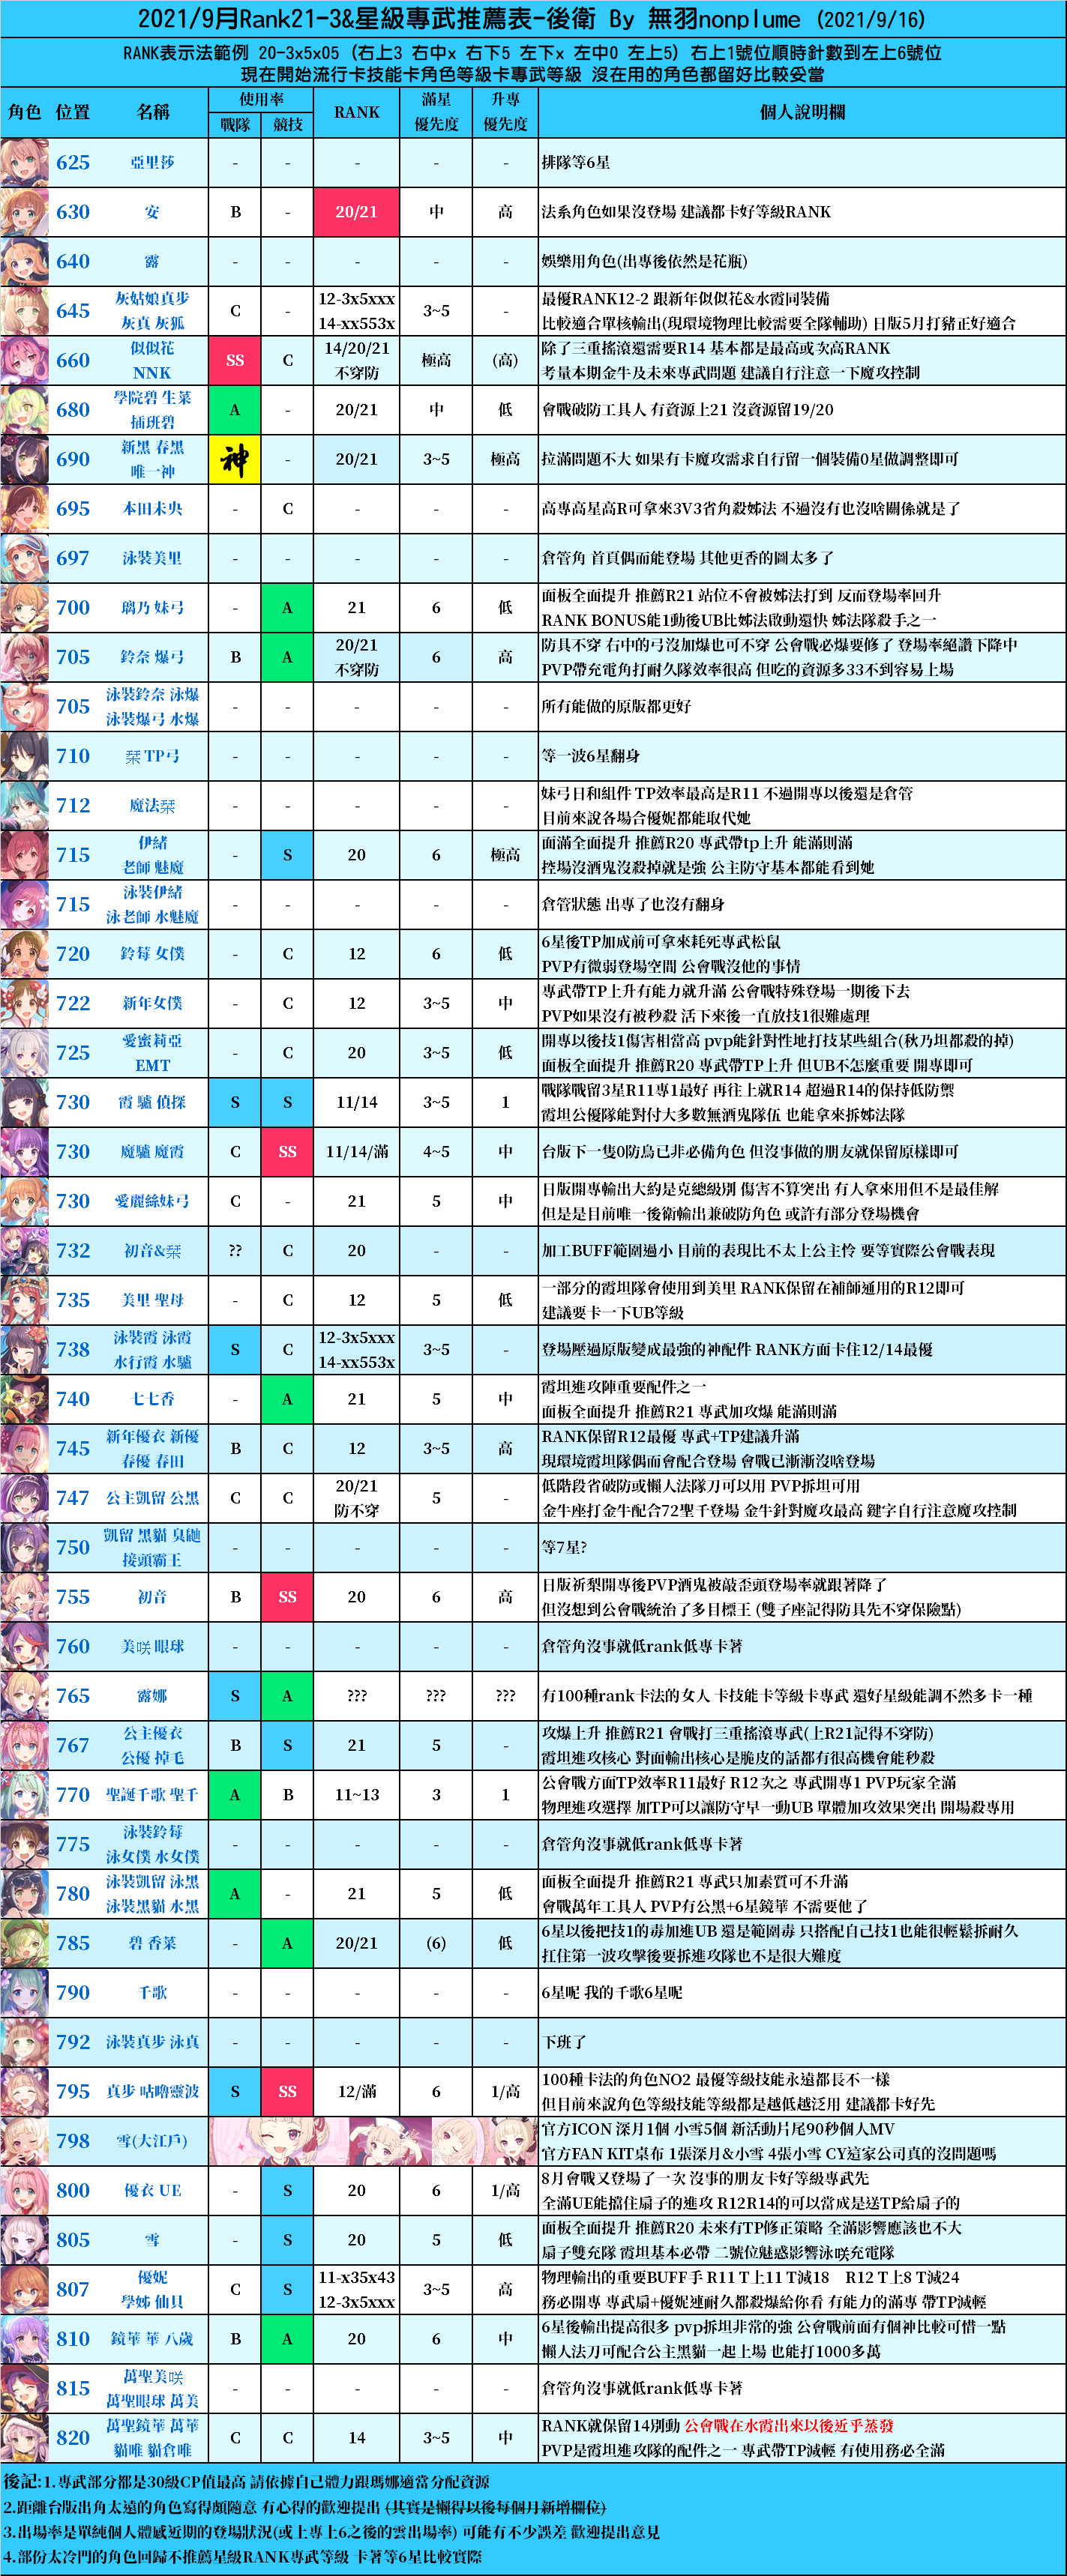 2021/9月Rank21-3&星級專武推薦表-後衛 By 無羽nonplume (2021/9/16)
RANK表示法範例 20-3x5x05 (右上3 右中x 右下5 左下x 左中0 左上5) 右上1號位順時針數到左上6號位
現在開始流行卡技能卡角色等級卡專武等級 沒在用的角色都留好比較妥當
角色 位置 名稱 使用率 戰隊 競技 RANK 滿星優先度 升專優先度 個人說明欄
625 亞里莎 - - - - - 排隊等6星
630 安 B - 20/21 中 高 法系角色如果沒登場 建議都卡好等級RANK
640 露 - - - - - 娛樂用角色(出專後依然是花瓶)
645 灰姑娘真步 灰真 灰狐 C - 12-3x5xxx 14-xx553x 3~5 - 最優RANK12-2 跟新年似似花&水霞同裝備
比較適合單核輸出(現環境物理比較需要全隊輔助) 日版5月打豬正好適合
660 似似花 NNK SS C 14/20/21 不穿防 極高 (高) 除了三重搖滾還需要R14 基本都是最高或次高RANK
考量本期金牛及未來專武問題 建議自行注意一下魔攻控制
680 學院碧 生菜 插班碧 A - 20/21 中 低 會戰破防工具人 有資源上21 沒資源留19/20
690 新黑 春黑 唯一神 神 - 20/21 3~5 極高 拉滿問題不大 如果有卡魔攻需求自行留一個裝備0星做調整即可
695 本田未央 - C - - - 高專高星高R可拿來3V3省角殺姊法 不過沒有也沒啥關係就是了
697 泳裝美里 - - - - - 倉管角 首頁偶而能登場 其他更香的圖太多了
700 璃乃 妹弓 - A 21 6 低 面板全面提升 推薦R21 站位不會被姊法打到 反而登場率回升
RANK BONUS能1動後UB比姊法啟動還快 姊法隊殺手之一
705 鈴奈 爆弓 B A 20/21 不穿防 6 高 防具不穿 右中的弓沒加爆也可不穿 公會戰必爆要修了 登場率絕讚下降中
PVP帶充電角打耐久隊效率很高 但吃的資源多33不到容易上場
705 泳裝鈴奈 泳爆 泳裝爆弓 水爆 - - - - - 所有能做的原版都更好
710 栞 TP弓 - - - - - 等一波6星翻身
712 魔法栞 - - - - - 妹弓日和組件 TP效率最高是R11 不過開專以後還是倉管
目前來說各場合優妮都能取代她
715 伊緒 老師 魅魔 - S 20 6 極高 面滿全面提升 推薦R20 專武帶tp上升 能滿則滿
控場沒酒鬼沒殺掉就是強 公主防守基本都能看到她
715 泳裝伊緒 泳老師 水魅魔 - - - - - 倉管狀態 出專了也沒有翻身
720 鈴莓 女僕 - C 12 6 低 6星後TP加成前可拿來耗死專武松鼠
PVP有微弱登場空間 公會戰沒他的事情
722 新年女僕 - C 12 3~5 中 專武帶TP上升有能力就升滿 公會戰特殊登場一期後下去
PVP如果沒有被秒殺 活下來後一直放技1很難處理
725 愛蜜莉亞 EMT - C 20 3~5 低 開專以後技1傷害相當高 pvp能針對性地打技某些組合(秋乃坦都殺的掉)
面板全面提升 推薦R20 專武帶TP上升 但UB不怎麼重要 開專即可
730 霞 驢 偵探 S S 11/14 3~5 1 戰隊戰留3星R11專1最好 再往上就R14 超過R14的保持低防禦
霞坦公優隊能對付大多數無酒鬼隊伍 也能拿來拆姊法隊
730 魔驢 魔霞 C SS 11/14/滿 4~5 中 台版下一隻0防鳥已非必備角色 但沒事做的朋友就保留原樣即可
730 愛麗絲妹弓 C - 21 5 中 日版開專輸出大約是克總級別 傷害不算突出 有人拿來用但不是最佳解
但是是目前唯一後衛輸出兼破防角色 或許有部分登場機會
732 初音&栞 ?? C 20 - - 加工BUFF範圍過小 目前的表現比不太上公主怜 要等實際公會戰表現
735 美里 聖母 - C 12 5 低 一部分的霞坦隊會使用到美里 RANK保留在補師通用的R12即可
建議要卡一下UB等級
738 泳裝霞 泳霞 水行霞 水驢 S C 12-3x5xxx 14-xx553x 3~5 - 登場壓過原版變成最強的神配件 RANK方面卡住12/14最優
740 七七香 - A 21 5 中 霞坦進攻陣重要配件之一
面板全面提升 推薦R21 專武加攻爆 能滿則滿
745 新年優衣 新優 春優 春田 B C 12 3~5 高 RANK保留R12最優 專武+TP建議升滿
現環境霞坦隊偶而會配合登場 會戰已漸漸沒啥登場
747 公主凱留 公黑 C C 20/21 防不穿 5 - 低階段省破防或懶人法隊刀可以用 PVP拆坦可用
金牛座打金牛配合72聖千登場 金牛針對魔攻最高 鍵字自行注意魔攻控制
750 凱留 黑貓 臭鼬 接頭霸王 - - - - - 等7星?
755 初音 B SS 20 6 高 日版祈梨開專後PVP酒鬼被敲歪頭登場率就跟著降了
但沒想到公會戰統治了多目標王 (雙子座記得防具先不穿保險點)
760 美咲 眼球 - - - - - 倉管角沒事就低rank低專卡著
765 露娜 S A ??? ??? ??? 有100種rank卡法的女人 卡技能卡等級卡專武 還好星級能調不然多卡一種
767 公主優衣 公優 掉毛 B S 21 5 - 攻爆上升 推薦R21 會戰打三重搖滾專武(上R21記得不穿防)
霞坦進攻核心 對面輸出核心是脆皮的話都有很高機會能秒殺
770 聖誕千歌 聖千 A B 11~13 3 1 公會戰方面TP效率R11最好 R12次之 專武開專1 PVP玩家全滿
物理進攻選擇 加TP可以讓防守早一動UB 單體加攻效果突出 開場殺專用
775 泳裝鈴莓 泳女僕 水女僕 - - - - - 倉管角沒事就低rank低專卡著
780 泳裝凱留 泳黑 泳裝黑貓 水黑 A - 21 5 低 面板全面提升 推薦R21 專武只加素質可不升滿
會戰萬年工具人 PVP有公黑+6星鏡華 不需要他了
785 碧 香菜 - A 20/21 (6) 低 6星以後把技1的毒加進UB 還是範圍毒 只搭配自己技1也能很輕鬆拆耐久
扛住第一波攻擊後要拆進攻隊也不是很大難度
790 千歌 - - - - - 6星呢 我的千歌6星呢
792 泳裝真步 泳真 - - - - - 下班了
795 真步 咕嚕靈波 S SS 12/滿 6 1/高 100種卡法的角色NO2 最優等級技能永遠都長不一樣
但目前來說角色等級技能等級都是越低越泛用 建議都卡好先
798 雪(大江戶) 官方ICON 深月1個 小雪5個 新活動片尾90秒個人MV
官方FAN KIT桌布 1張深月&小雪 4張小雪 CY這家公司真的沒問題嗎
800 優衣 UE - S 20 6 1/高 8月會戰又登場了一次 沒事的朋友卡好等級專武先
全滿UE能擋住扇子的進攻 R12R14的可以當成是送TP給扇子的
805 雪 - S 20 5 低 面板全面提升 推薦R20 未來有TP修正策略 全滿影響應該也不大
扇子雙充隊 霞坦基本必帶 二號位魅惑影響泳咲充電隊
807 優妮 學姊 仙貝 C S 11-x35x43 12-3x5xxx 3~5 高 物理輸出的重要BUFF手 R11 T上11 T減18 R12 T上8 T減24
務必開專 專武扇+優妮連耐久都殺爆給你看 有能力的滿專 帶TP減輕
810 鏡華 華 八歲 B A 20 6 中 6星後輸出提高很多 pvp拆坦非常的強 公會戰前面有個神比較可惜一點
懶人法刀可配合公主黑貓一起上場 也能打1000多萬
815 萬聖美咲 萬聖眼球 萬美 - - - - - 倉管角沒事就低rank低專卡著
820 萬聖鏡華 萬華 貓唯 貓倉唯 C C 14 3~5 中 RANK就保留14別動 公會戰在水霞出來以後近乎蒸發
PVP是霞坦進攻隊的配件之一 專武帶TP減輕 有使用務必全滿
後記:1.專武部分都是30級CP值最高 請依據自己體力跟瑪娜適當分配資源
2.距離台版出角太遠的角色寫得頗隨意 有心得的歡迎提出 (其實是懶得以後每個月新增欄位)
3.出場率是單純個人體感近期的登場狀況(或上專上6之後的雲出場率) 可能有不少誤差 歡迎提出意見
4.部份太冷門的角色回歸不推薦星級RANK專武等級 卡著等6星比較實際